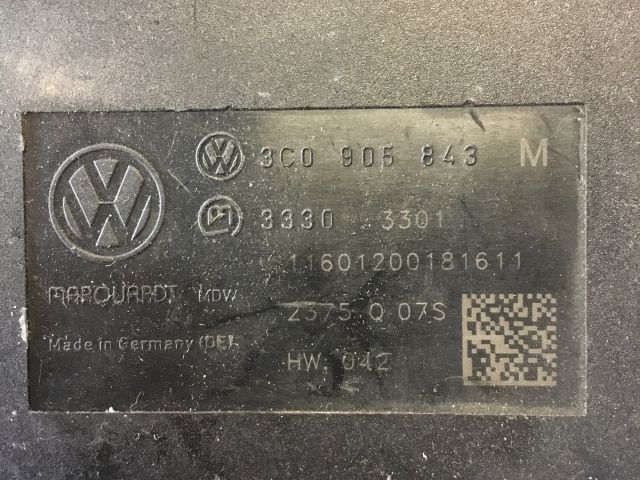 3C0 905 843 M
3330 3301
11601200181611
MARQUARDT MDW 2375 Q 07S
Made in Germany (DE).
HW. 042